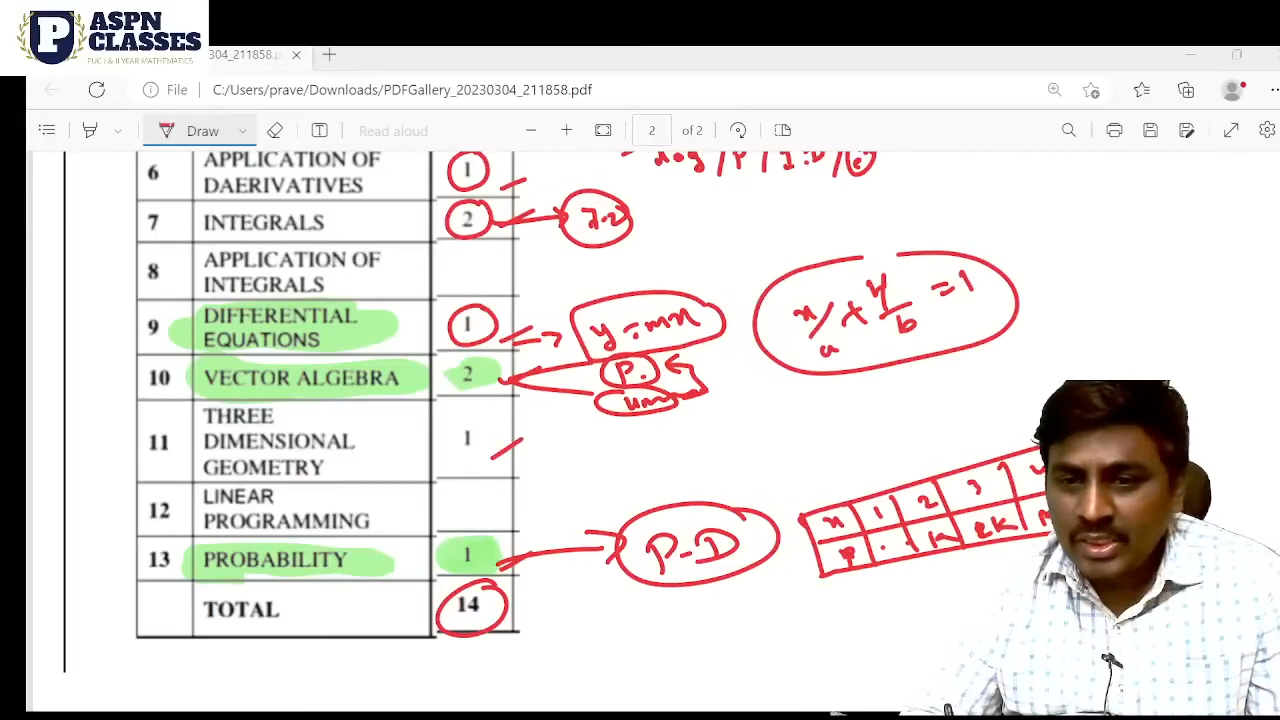 ASPN
CLASSES
PUC I & II YEAR MATHEMATICS
304_211858.p
File C:/Users/prave/Downloads/PDFGallery_20230304_211858.pdf
Draw Read aloud 2 of 2
6 APPLICATION OF DAERIVATIVES 1
7 INTEGRALS 2
8 APPLICATION OF INTEGRALS
9 DIFFERENTIAL EQUATIONS 1
y = mx
x/a + y/b = 1
10 VECTOR ALGEBRA 2
P.
11 THREE DIMENSIONAL GEOMETRY 1
12 LINEAR PROGRAMMING
13 PROBABILITY 1
P-D
x 1 2 3
P . K 2K
TOTAL 14